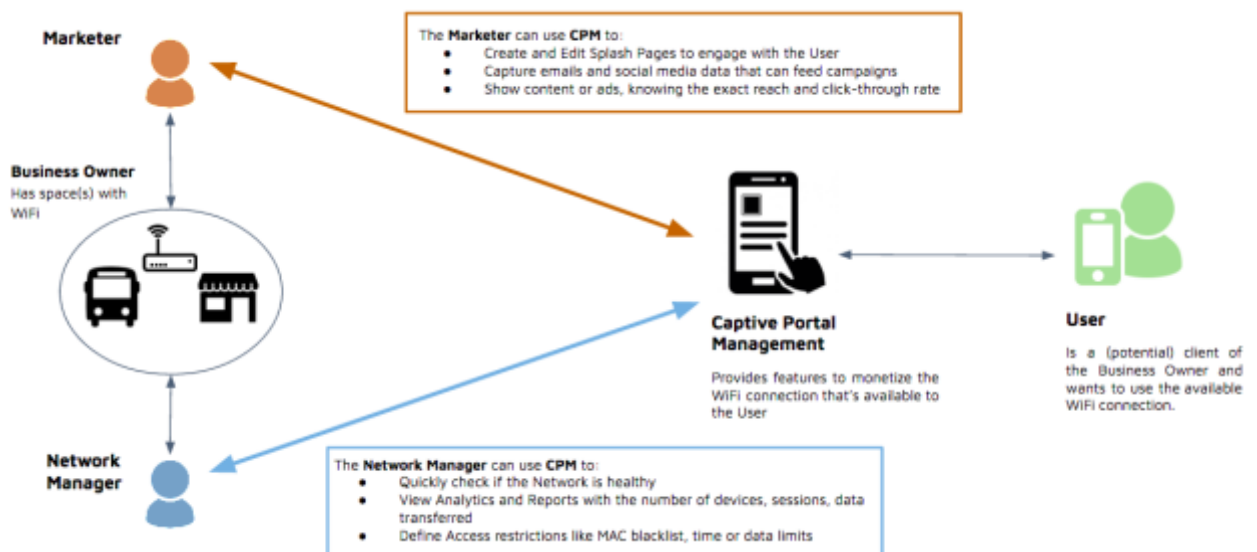 Marketer
The Marketer can use CPM to:
● Create and Edit Splash Pages to engage with the User
● Capture emails and social media data that can feed campaigns
● Show content or ads, knowing the exact reach and click-through rate
Business Owner
Has space(s) with
WiFi
Captive Portal
Management
Provides features to monetize the
WiFi connection that's available to
the User
User
Is a (potential) client of
the Business Owner and
wants to use the available
WiFi connection.
Network
Manager
The Network Manager can use CPM to:
● Quickly check if the Network is healthy
● View Analytics and Reports with the number of devices, sessions, data
transferred
● Define Access restrictions like MAC blacklist, time or data limits